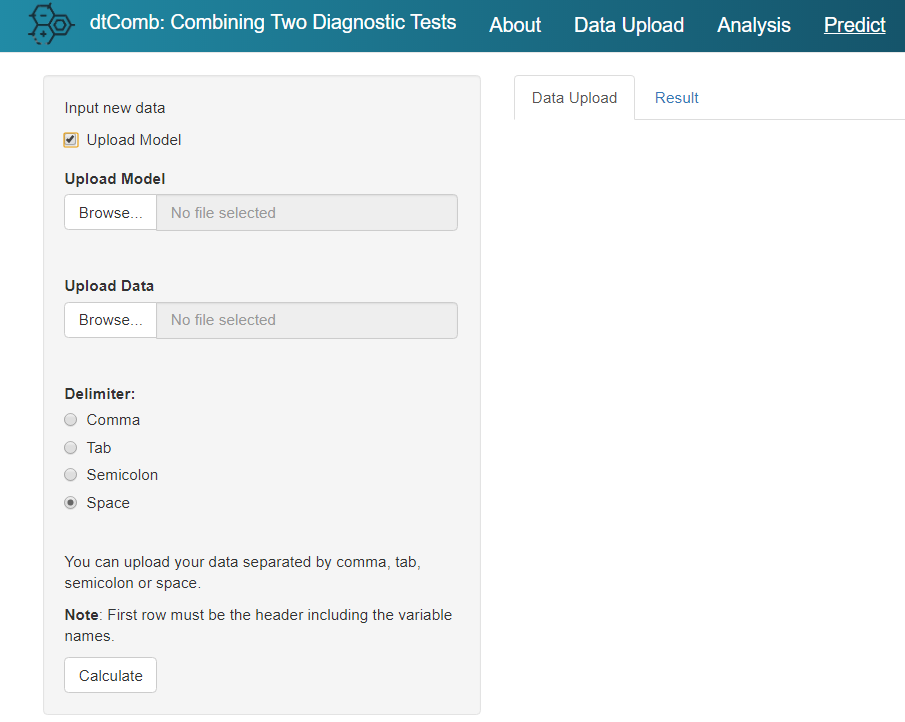 dtComb: Combining Two Diagnostic Tests About Data Upload Analysis Predict
Input new data
Upload Model
Upload Model
Browse... No file selected
Upload Data
Browse... No file selected
Delimiter:
Comma
Tab
Semicolon
Space
You can upload your data separated by comma, tab,
semicolon or space.
Note: First row must be the header including the variable
names.
Calculate
Data Upload Result